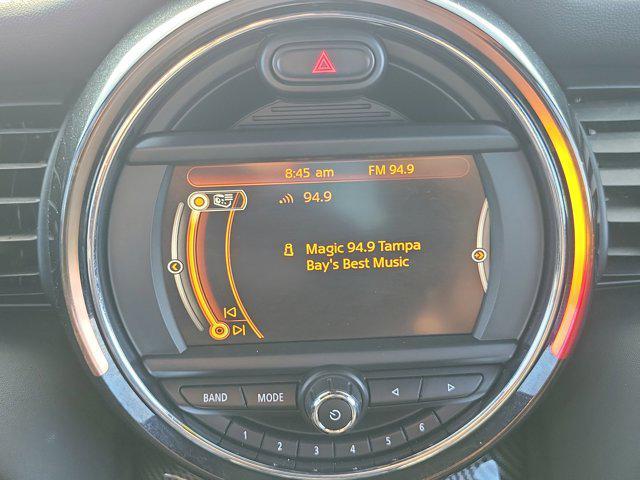 8:45 am FM 94.9
94.9
Magic 94.9 Tampa
Bay's Best Music
BAND MODE
1 2 3 4 5 6